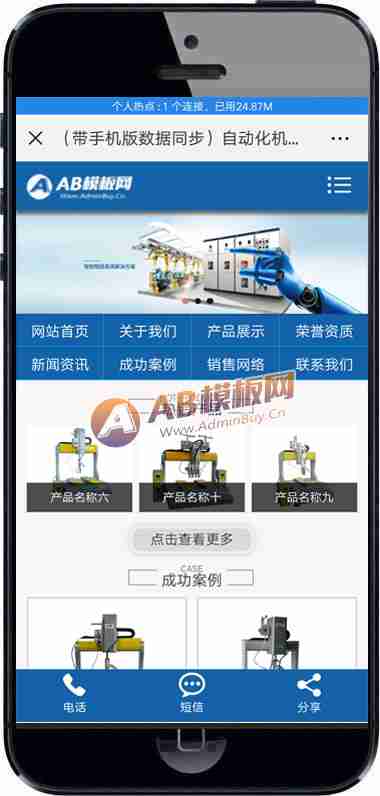 个人热点：1 个连接，已用24.87M
（带手机版数据同步）自动化机...
AB模板网
Www.AdminBuy.Cn
网站首页 关于我们 产品展示 荣誉资质
新闻资讯 成功案例 销售网络 联系我们
AB模板网
www.AdminBuy.Cn
产品名称六 产品名称十 产品名称九
点击查看更多
CASE
成功案例
电话 短信 分享